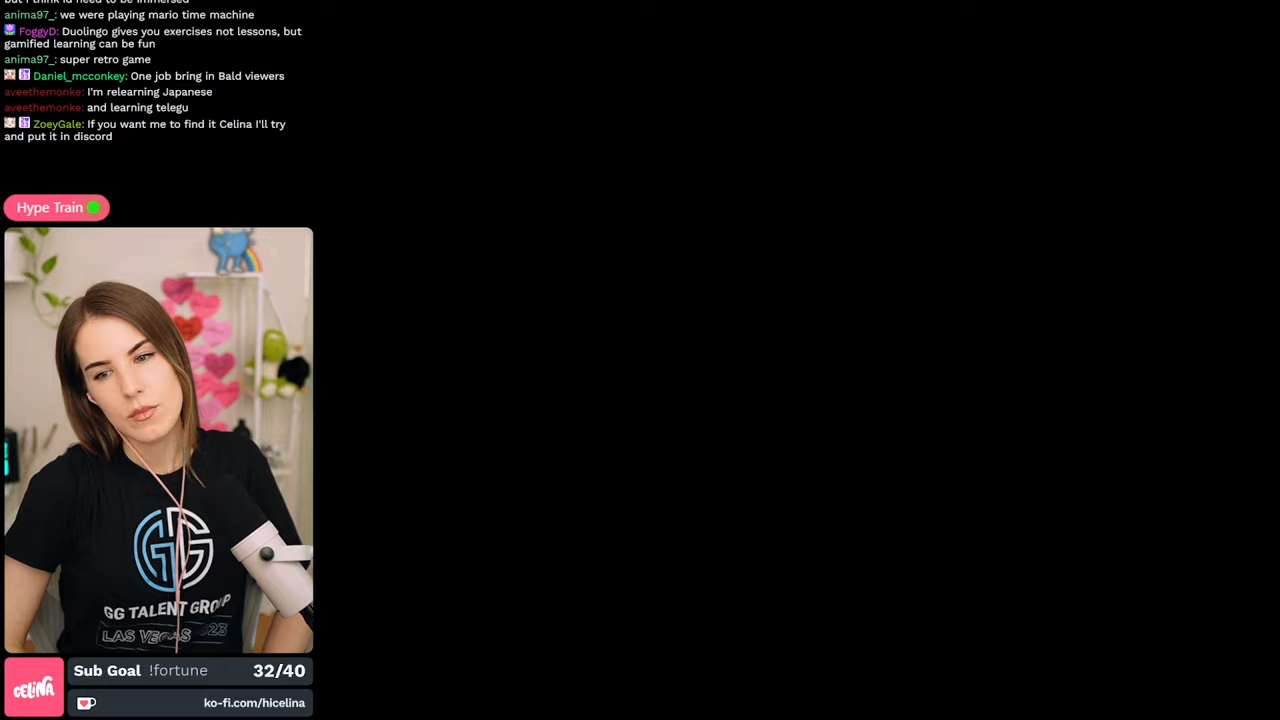 anima97_: we were playing mario time machine
FoggyD: Duolingo gives you exercises not lessons, but
gamified learning can be fun
anima97_: super retro game
Daniel_mcconkey: One job bring in Bald viewers
aveethemonke: I'm relearning Japanese
aveethemonke: and learning telegu
ZoeyGale: If you want me to find it Celina I'll try
and put it in discord
Hype Train
GG TALENT GROUP
LAS VEGAS 2023
CELINA
Sub Goal !fortune 32/40
ko-fi.com/hicelina